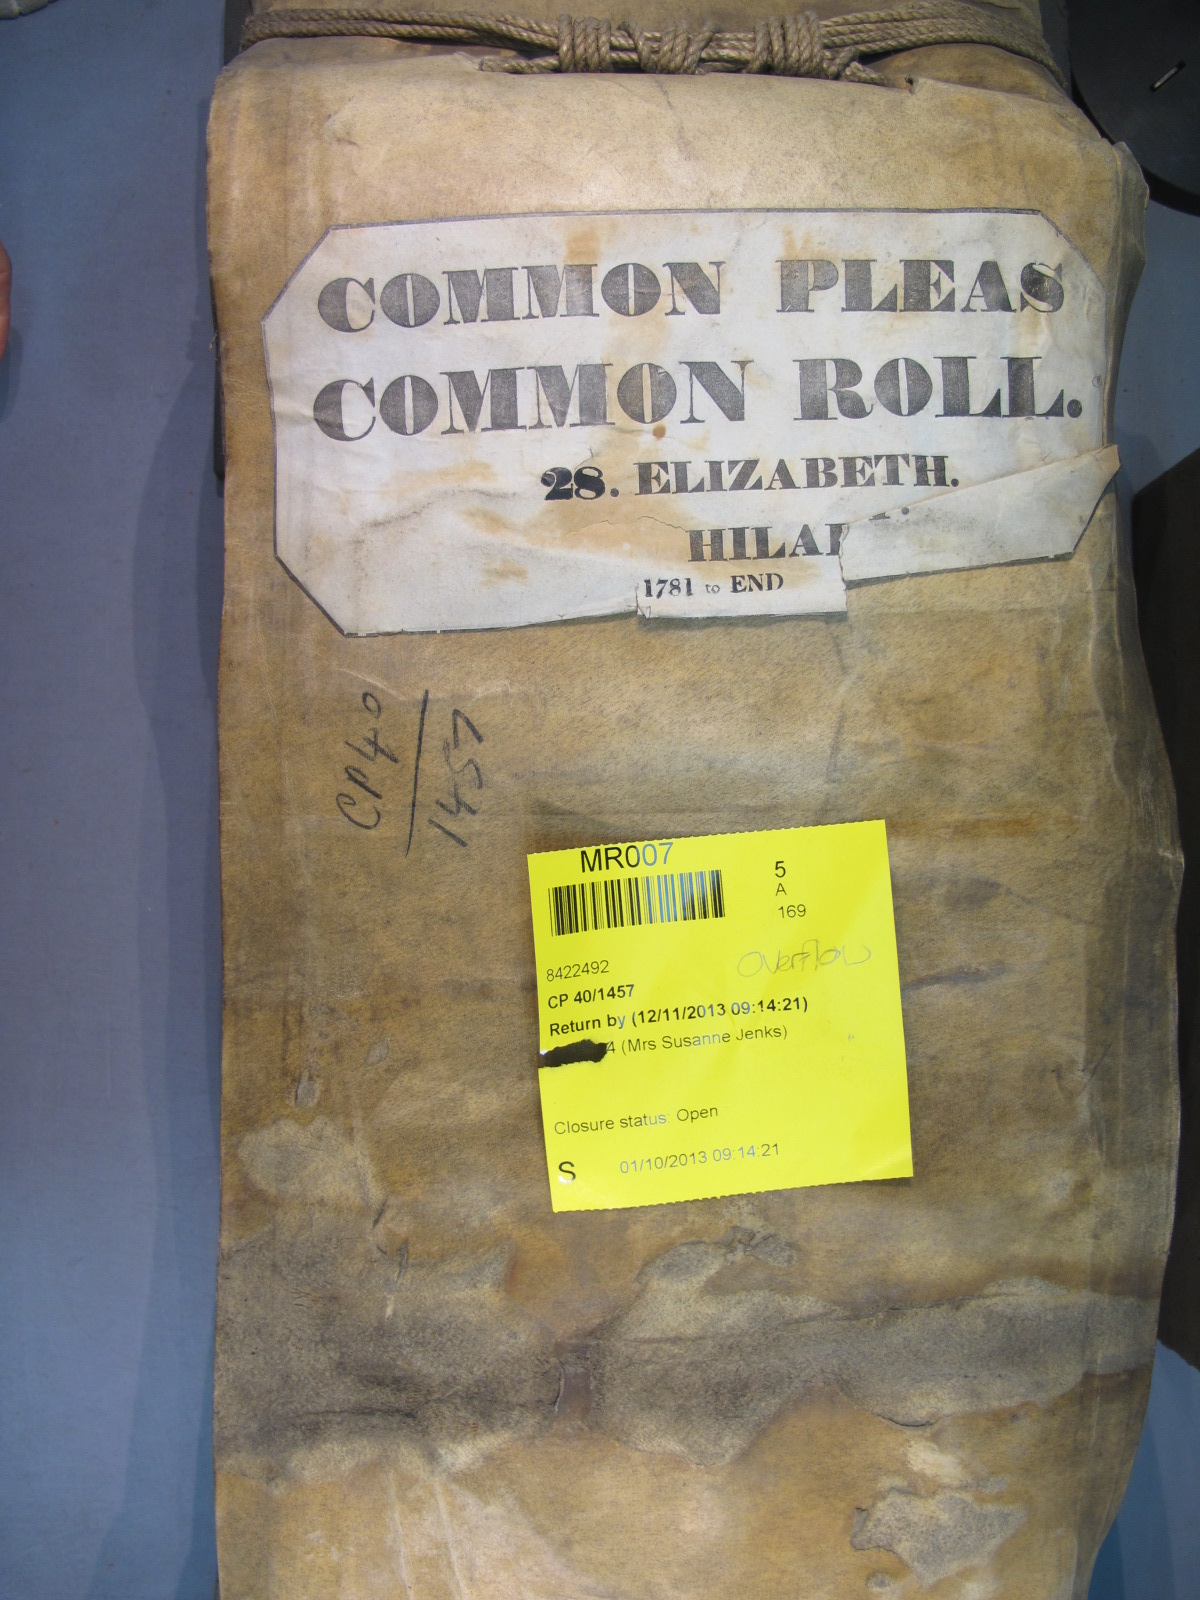 COMMON PLEAS
COMMON ROLL.
28. ELIZABETH.
HILAR
1781 to END
CP40
1457
MR007
5
A
169
8422492
Overflow
CP 40/1457
Return by (12/11/2013 09:14:21)
4 (Mrs Susanne Jenks)
Closure status: Open
S 01/10/2013 09:14:21